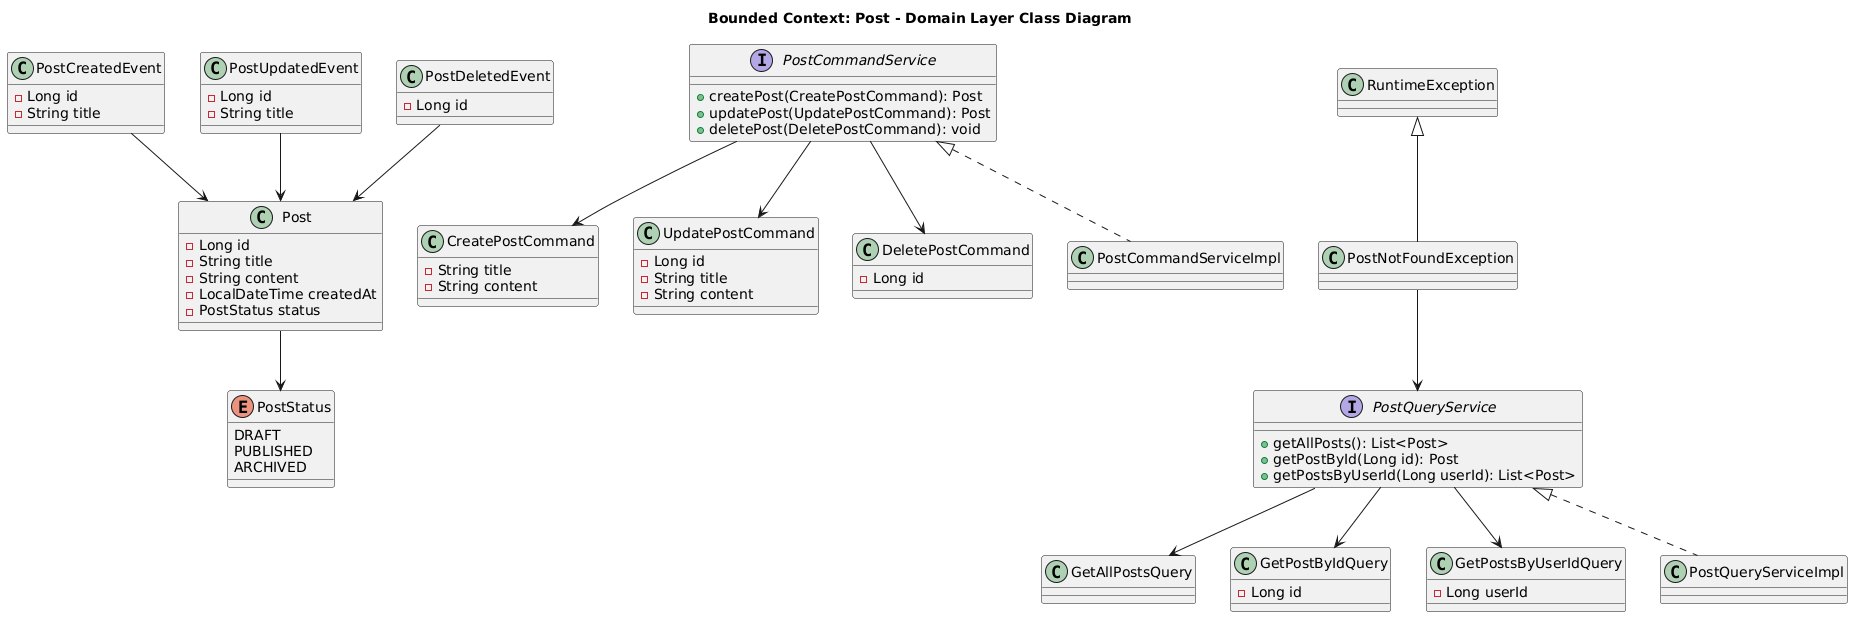 Bounded Context: Post - Domain Layer Class Diagram
C PostCreatedEvent
Long id
String title
C PostUpdatedEvent
Long id
String title
C PostDeletedEvent
Long id
I PostCommandService
createPost(CreatePostCommand): Post
updatePost(UpdatePostCommand): Post
deletePost(DeletePostCommand): void
C RuntimeException
C Post
Long id
String title
String content
LocalDateTime createdAt
PostStatus status
C CreatePostCommand
String title
String content
C UpdatePostCommand
Long id
String title
String content
C DeletePostCommand
Long id
C PostCommandServiceImpl
C PostNotFoundException
E PostStatus
DRAFT
PUBLISHED
ARCHIVED
I PostQueryService
getAllPosts(): List<Post>
getPostById(Long id): Post
getPostsByUserId(Long userId): List<Post>
C GetAllPostsQuery
C GetPostByIdQuery
Long id
C GetPostsByUserIdQuery
Long userId
C PostQueryServiceImpl